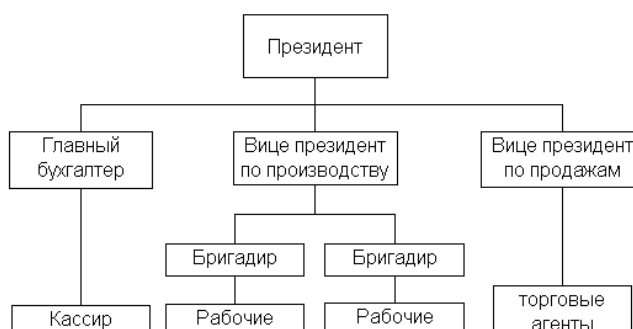 Президент
Главный
бухгалтер
Вице президент
по производству
Вице президент
по продажам
Бригадир
Бригадир
Кассир
Рабочие
Рабочие
торговые
агенты